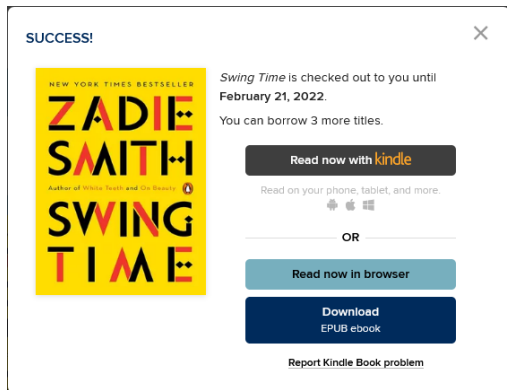 SUCCESS!
NEW YORK TIMES BESTSELLER
ZADIE
SMITH
Author of White Teeth and On Beauty
SWING
TIME
Swing Time is checked out to you until
February 21, 2022.
You can borrow 3 more titles.
Read now with kindle
Read on your phone, tablet, and more.
OR
Read now in browser
Download
EPUB ebook
Report Kindle Book problem